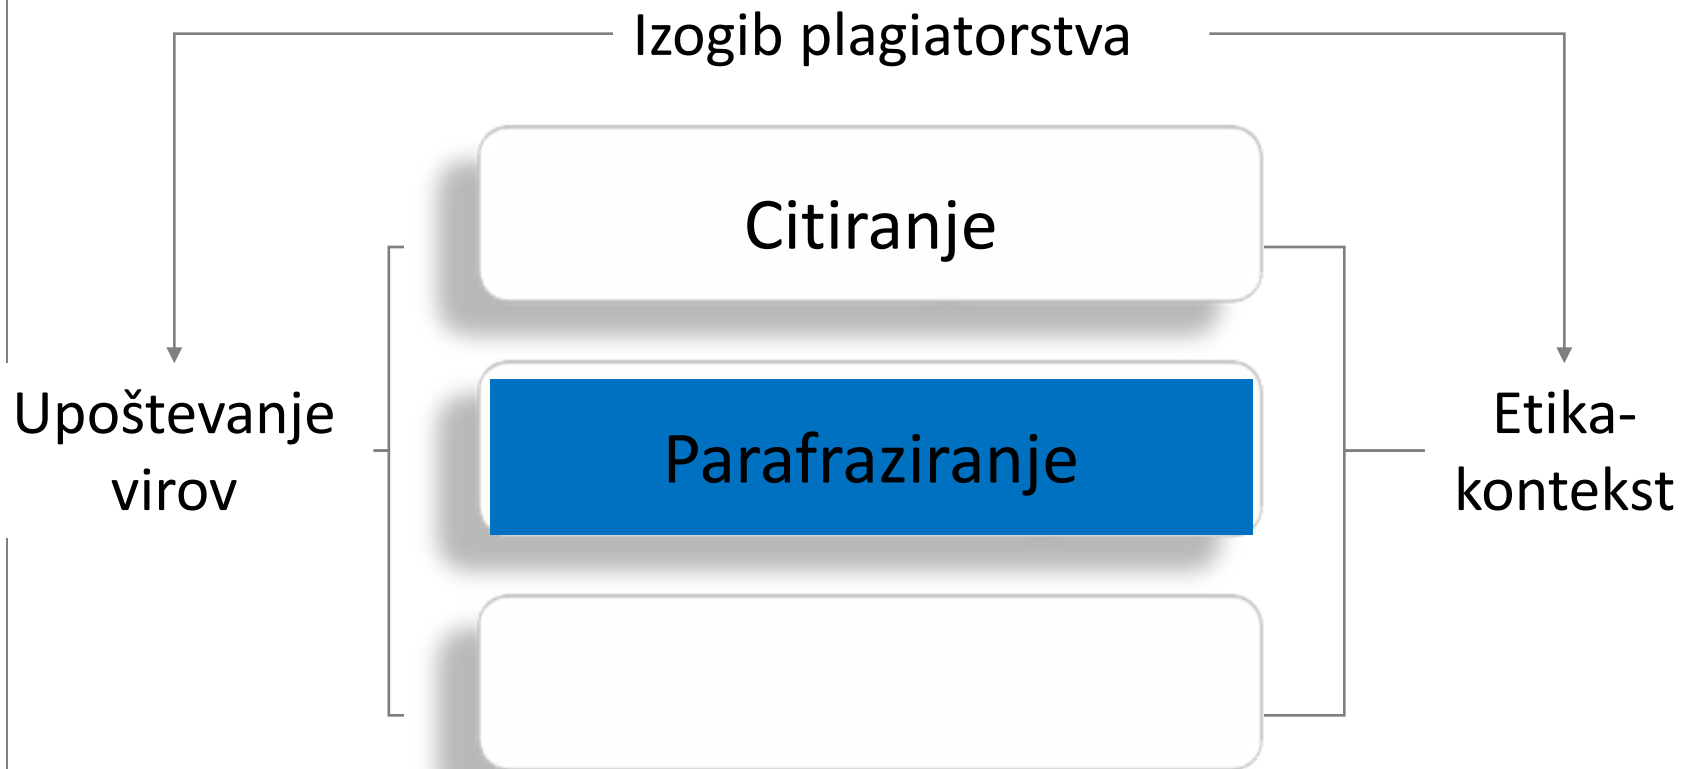 Izogib plagiatorstva
Citiranje
Upoštevanje
virov
Parafraziranje
Etika-
kontekst